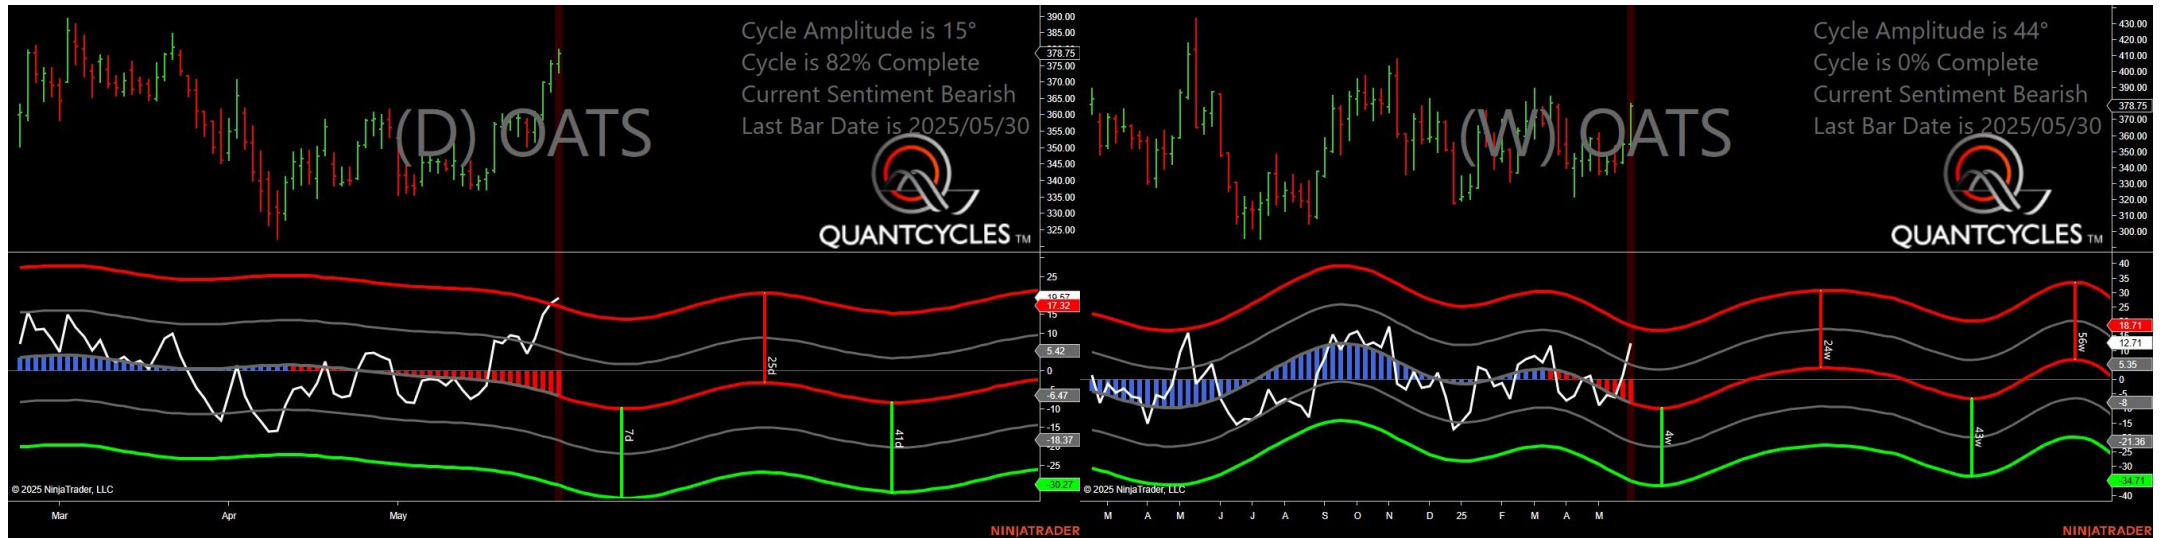 Cycle Amplitude is 15°
Cycle is 82% Complete
Current Sentiment Bearish
Last Bar Date is 2025/05/30
(D) OATS
QUANTCYCLES TM
390.00
385.00
378.75
375.00
370.00
365.00
360.00
355.00
350.00
345.00
340.00
335.00
330.00
325.00
25
19.57
17.32
15
10
5.42
0
-6.47
-10
-15
-18.37
-20
-25
-30.27
7d
25d
41d
© 2025 NinjaTrader, LLC
Mar Apr May
NINJATRADER
Cycle Amplitude is 44°
Cycle is 0% Complete
Current Sentiment Bearish
Last Bar Date is 2025/05/30
(W) OATS
QUANTCYCLES TM
430.00
420.00
410.00
400.00
390.00
378.75
370.00
360.00
350.00
340.00
330.00
320.00
310.00
300.00
40
35
30
25
18.71
12.71
10
5.35
0
-5
-8
-15
-21.36
-25
-30
-34.71
-40
4w
24w
43w
56w
© 2025 NinjaTrader, LLC
M A M J J A S O N D 25 F M A M
NINJATRADER